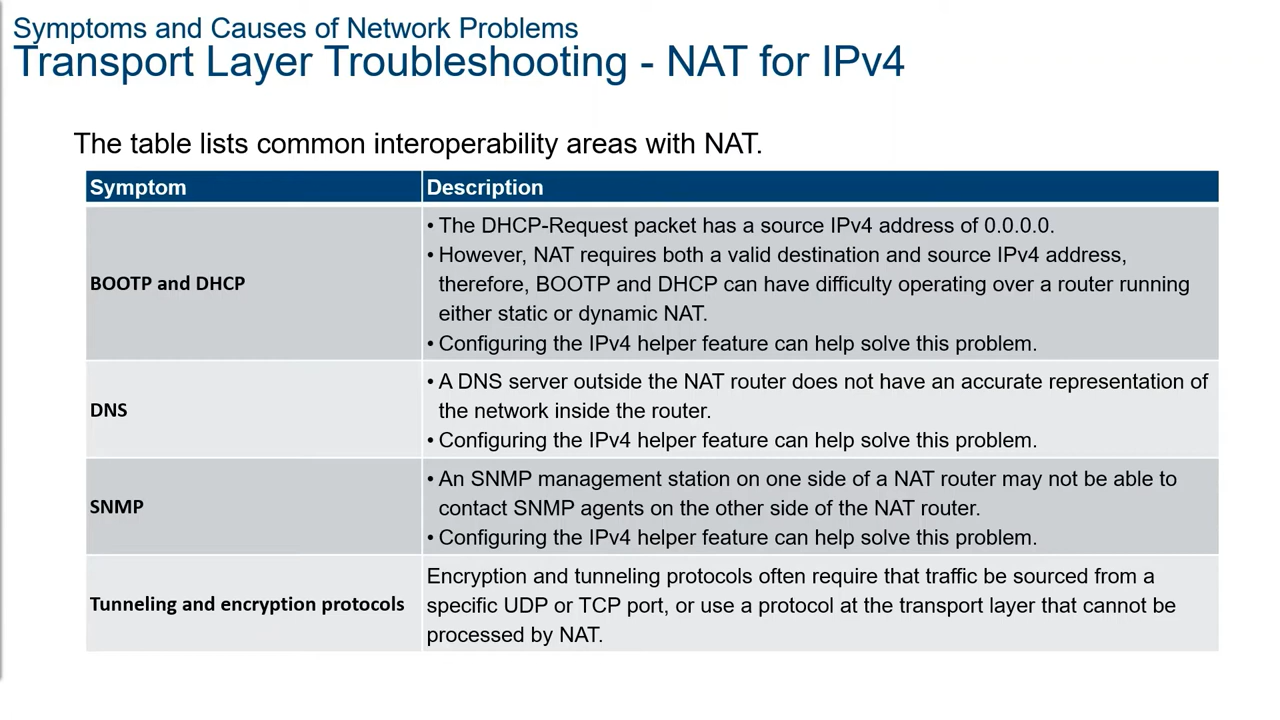 Symptoms and Causes of Network Problems
Transport Layer Troubleshooting - NAT for IPv4
The table lists common interoperability areas with NAT.
Symptom
Description
BOOTP and DHCP
• The DHCP-Request packet has a source IPv4 address of 0.0.0.0.
• However, NAT requires both a valid destination and source IPv4 address,
therefore, BOOTP and DHCP can have difficulty operating over a router running
either static or dynamic NAT.
• Configuring the IPv4 helper feature can help solve this problem.
DNS
• A DNS server outside the NAT router does not have an accurate representation of
the network inside the router.
• Configuring the IPv4 helper feature can help solve this problem.
SNMP
• An SNMP management station on one side of a NAT router may not be able to
contact SNMP agents on the other side of the NAT router.
• Configuring the IPv4 helper feature can help solve this problem.
Tunneling and encryption protocols
Encryption and tunneling protocols often require that traffic be sourced from a
specific UDP or TCP port, or use a protocol at the transport layer that cannot be
processed by NAT.